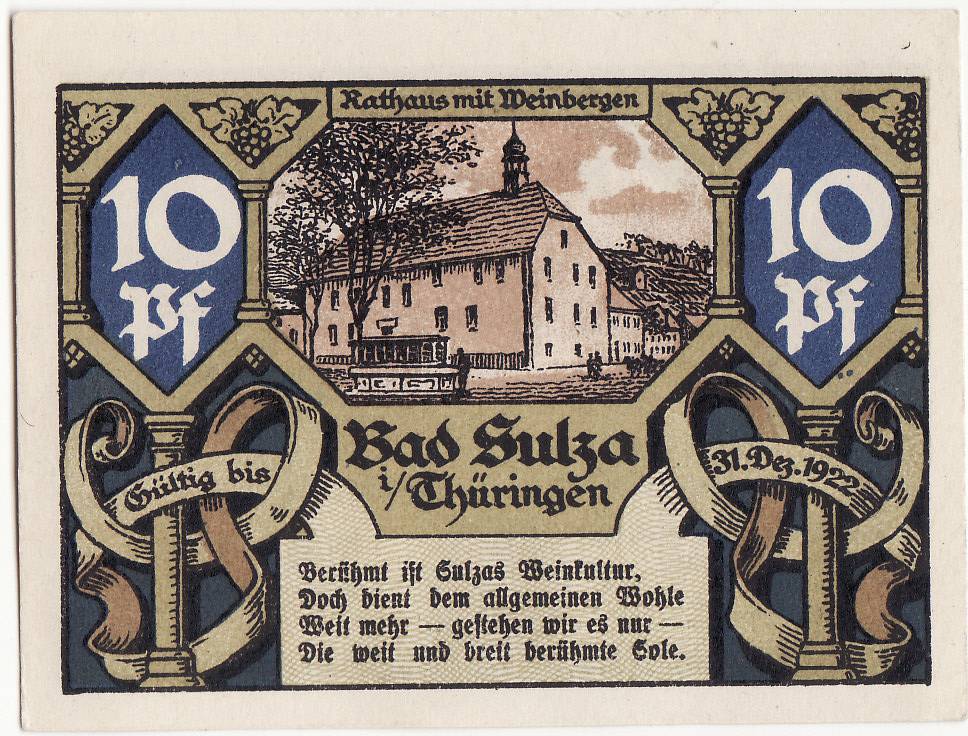 Rathaus mit Weinbergen
10
Pf
10
Pf
Bad Sulza
i/Thüringen
Gültig bis
31. Dez. 1922
Berühmt ist Sulzas Weinkultur,
Doch dient dem allgemeinen Wohle
Weit mehr — gestehen wir es nur —
Die weit und breit berühmte Sole.